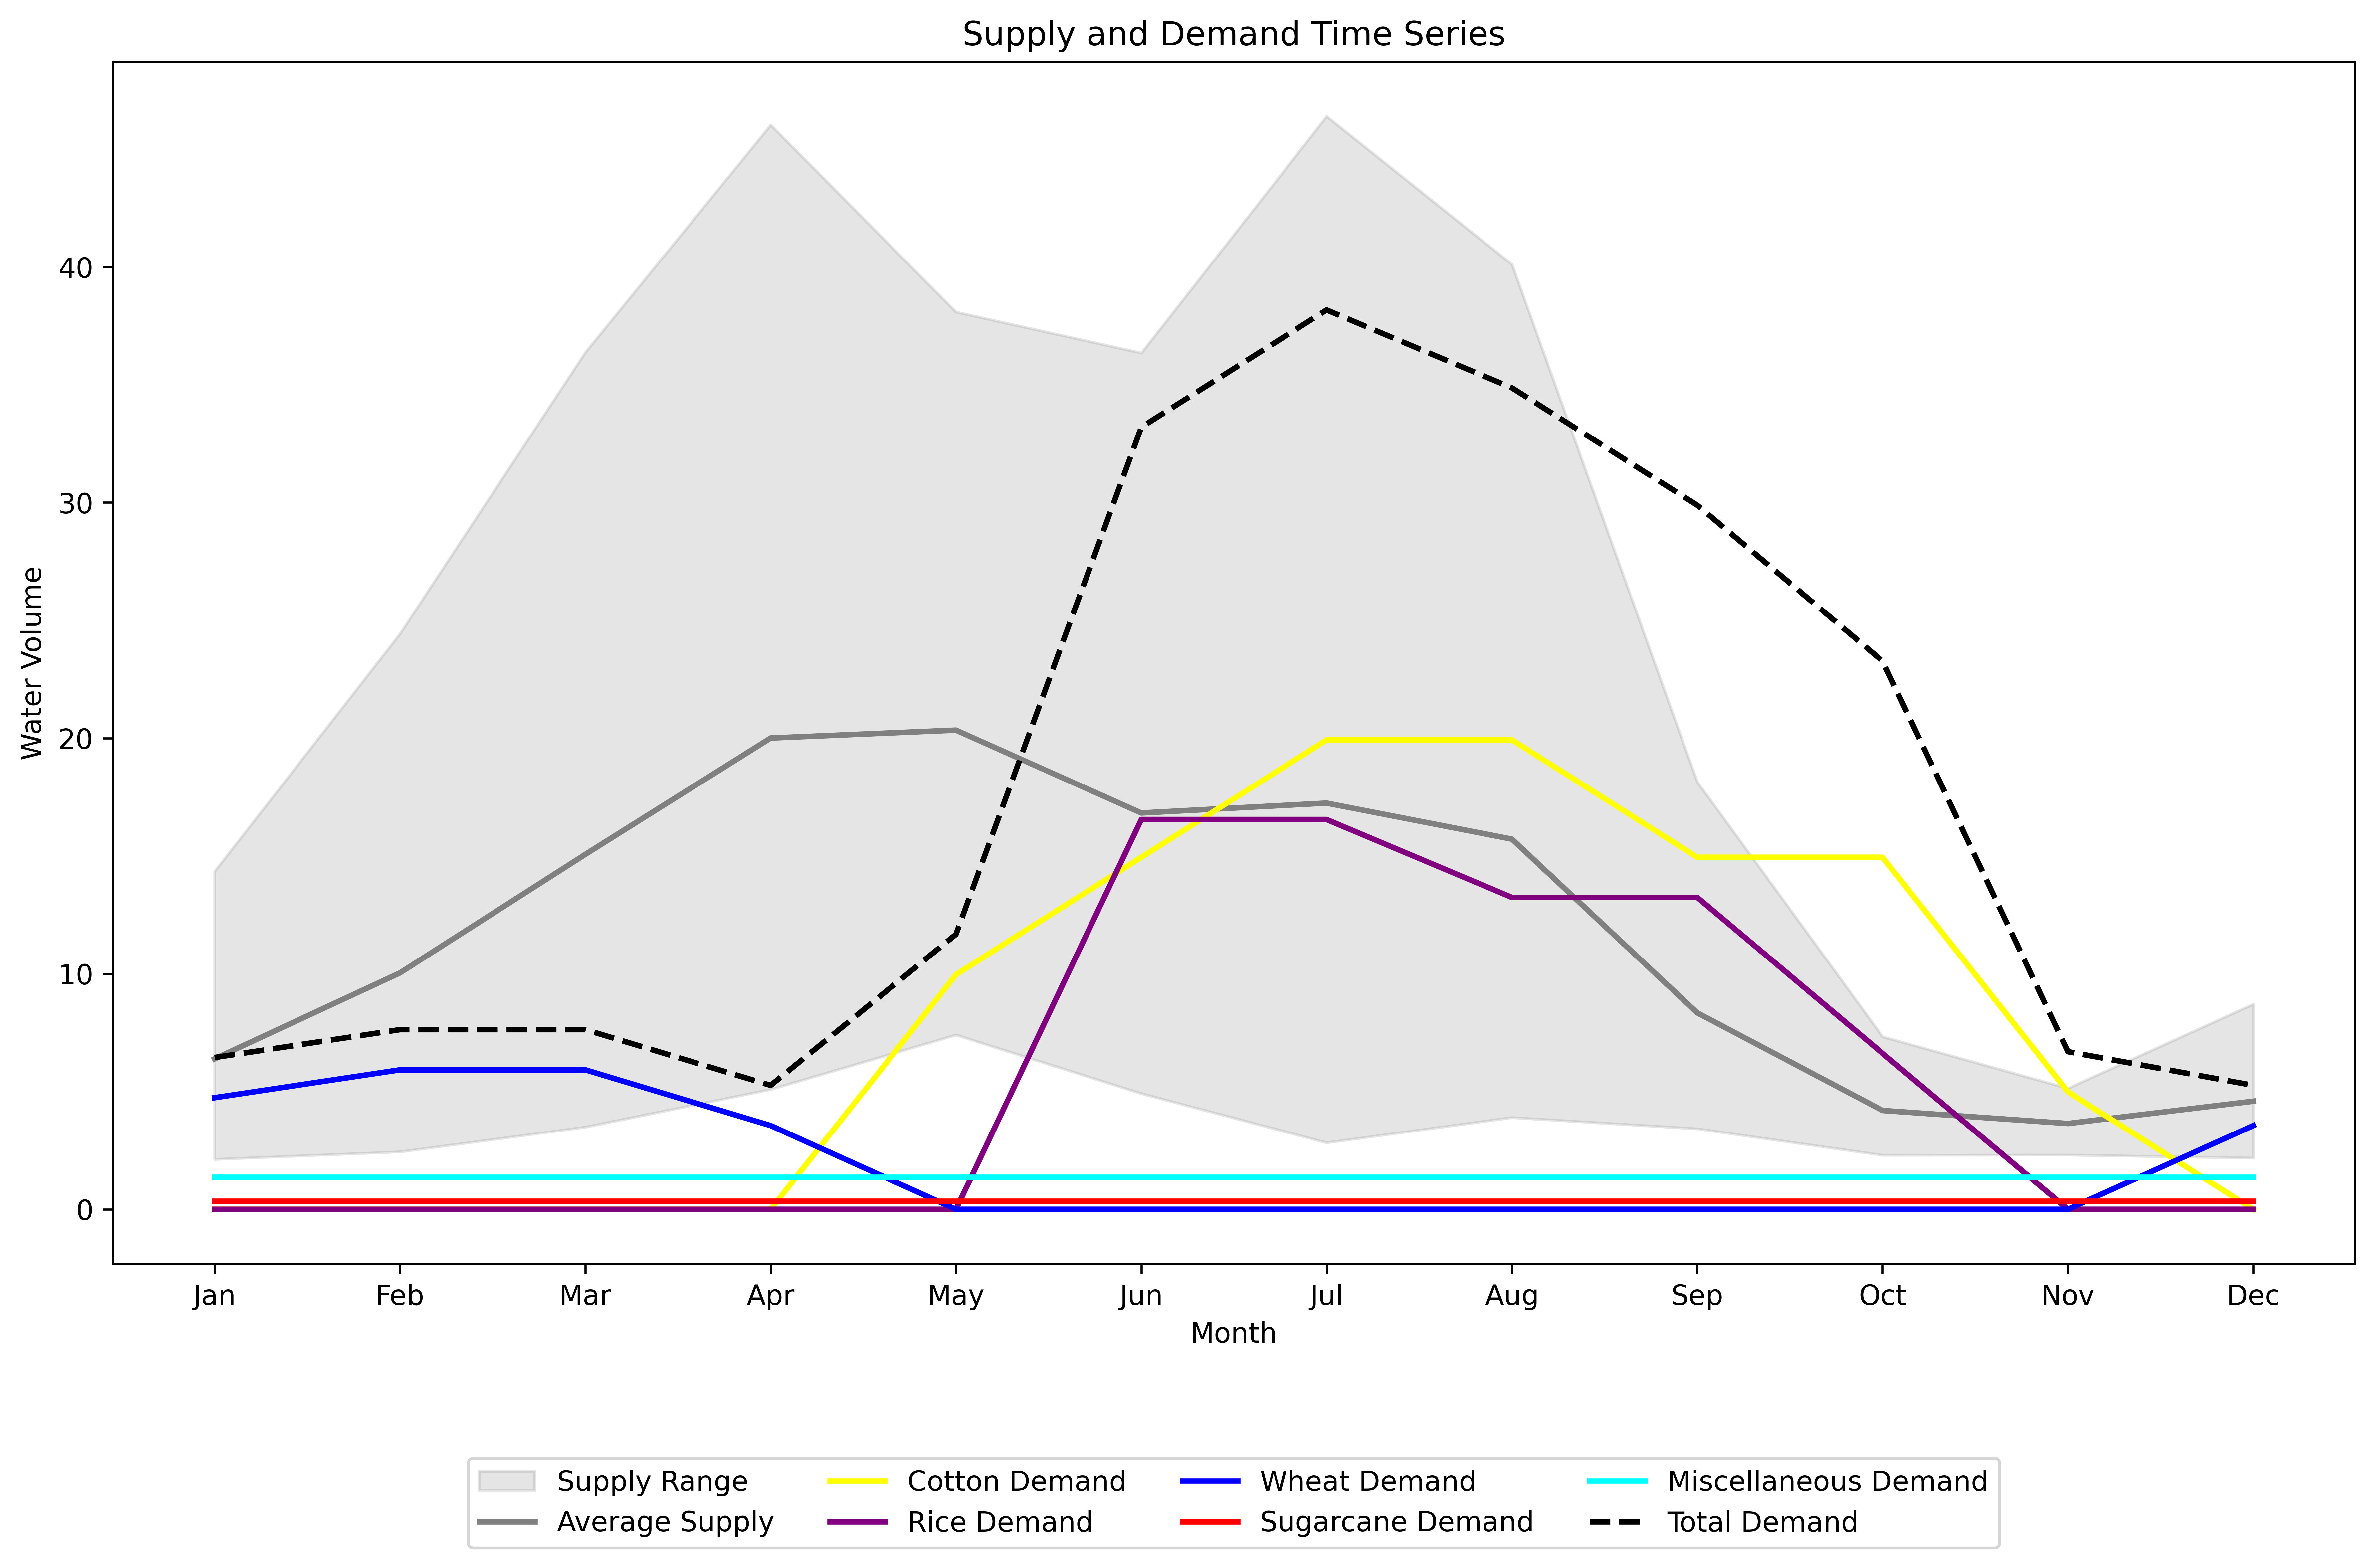 Supply and Demand Time Series
Water Volume
40
30
20
10
0
Jan Feb Mar Apr May Jun Jul Aug Sep Oct Nov Dec
Month
Supply Range Cotton Demand Wheat Demand Miscellaneous Demand
Average Supply Rice Demand Sugarcane Demand Total Demand